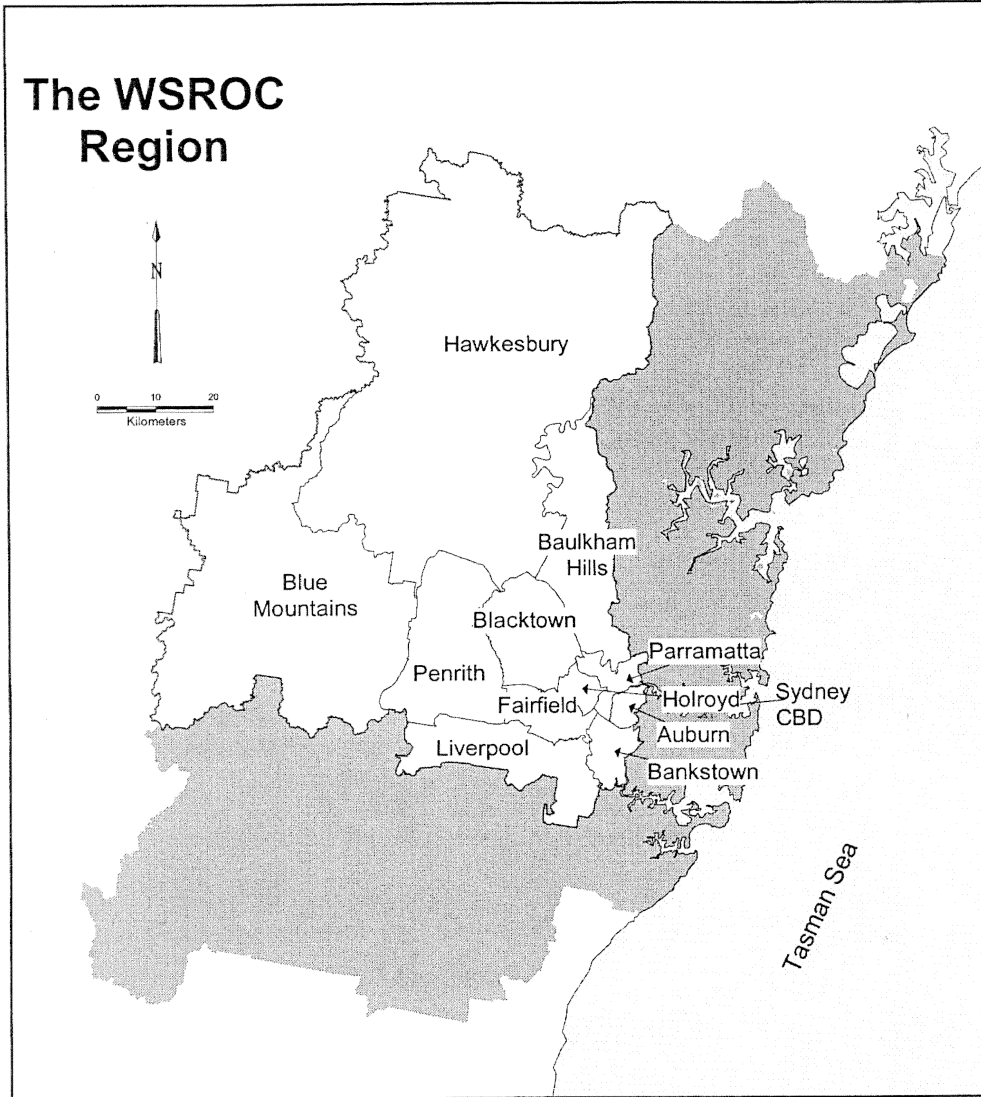 The WSROC
Region
N
0 10 20
Kilometers
Hawkesbury
Baulkham
Hills
Blue
Mountains
Blacktown
Penrith
Parramatta
Fairfield
Holroyd
Sydney
CBD
Auburn
Liverpool
Bankstown
Tasman Sea